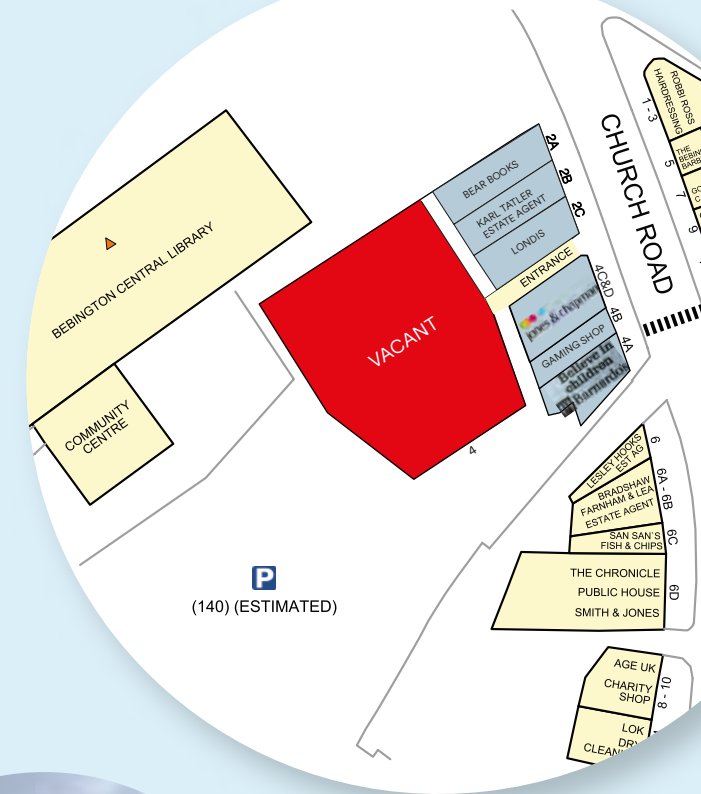 ROBBI ROSS
HAIRDRESSING
1 - 3
5
7
9
CHURCH ROAD
2A
BEAR BOOKS
2B
KARL TATLER
ESTATE AGENT
2C
LONDIS
ENTRANCE
4C&D
jones & chapman
4B
GAMING SHOP
4A
Believe in
children
Barnardo's
BEBINGTON CENTRAL LIBRARY
VACANT
4
COMMUNITY
CENTRE
P
(140) (ESTIMATED)
LESLEY HOOKS
EST AG
6
BRADSHAW
FARNHAM & LEA
ESTATE AGENT
6A - 6B
SAN SAN`S
FISH & CHIPS
6C
THE CHRONICLE
PUBLIC HOUSE
SMITH & JONES
6D
AGE UK
CHARITY
SHOP
8 - 10
LOK